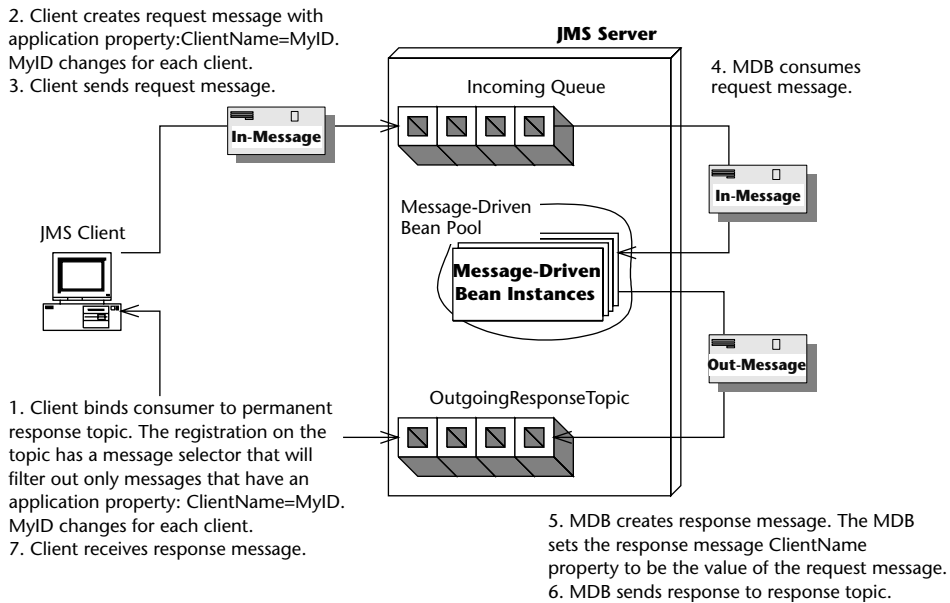 2. Client creates request message with
application property:ClientName=MyID.
MyID changes for each client.
3. Client sends request message.
JMS Server
4. MDB consumes
request message.
Incoming Queue
In-Message
In-Message
Message-Driven
Bean Pool
JMS Client
Message-Driven
Bean Instances
Out-Message
OutgoingResponseTopic
1. Client binds consumer to permanent
response topic. The registration on the
topic has a message selector that will
filter out only messages that have an
application property: ClientName=MyID.
MyID changes for each client.
7. Client receives response message.
5. MDB creates response message. The MDB
sets the response message ClientName
property to be the value of the request message.
6. MDB sends response to response topic.